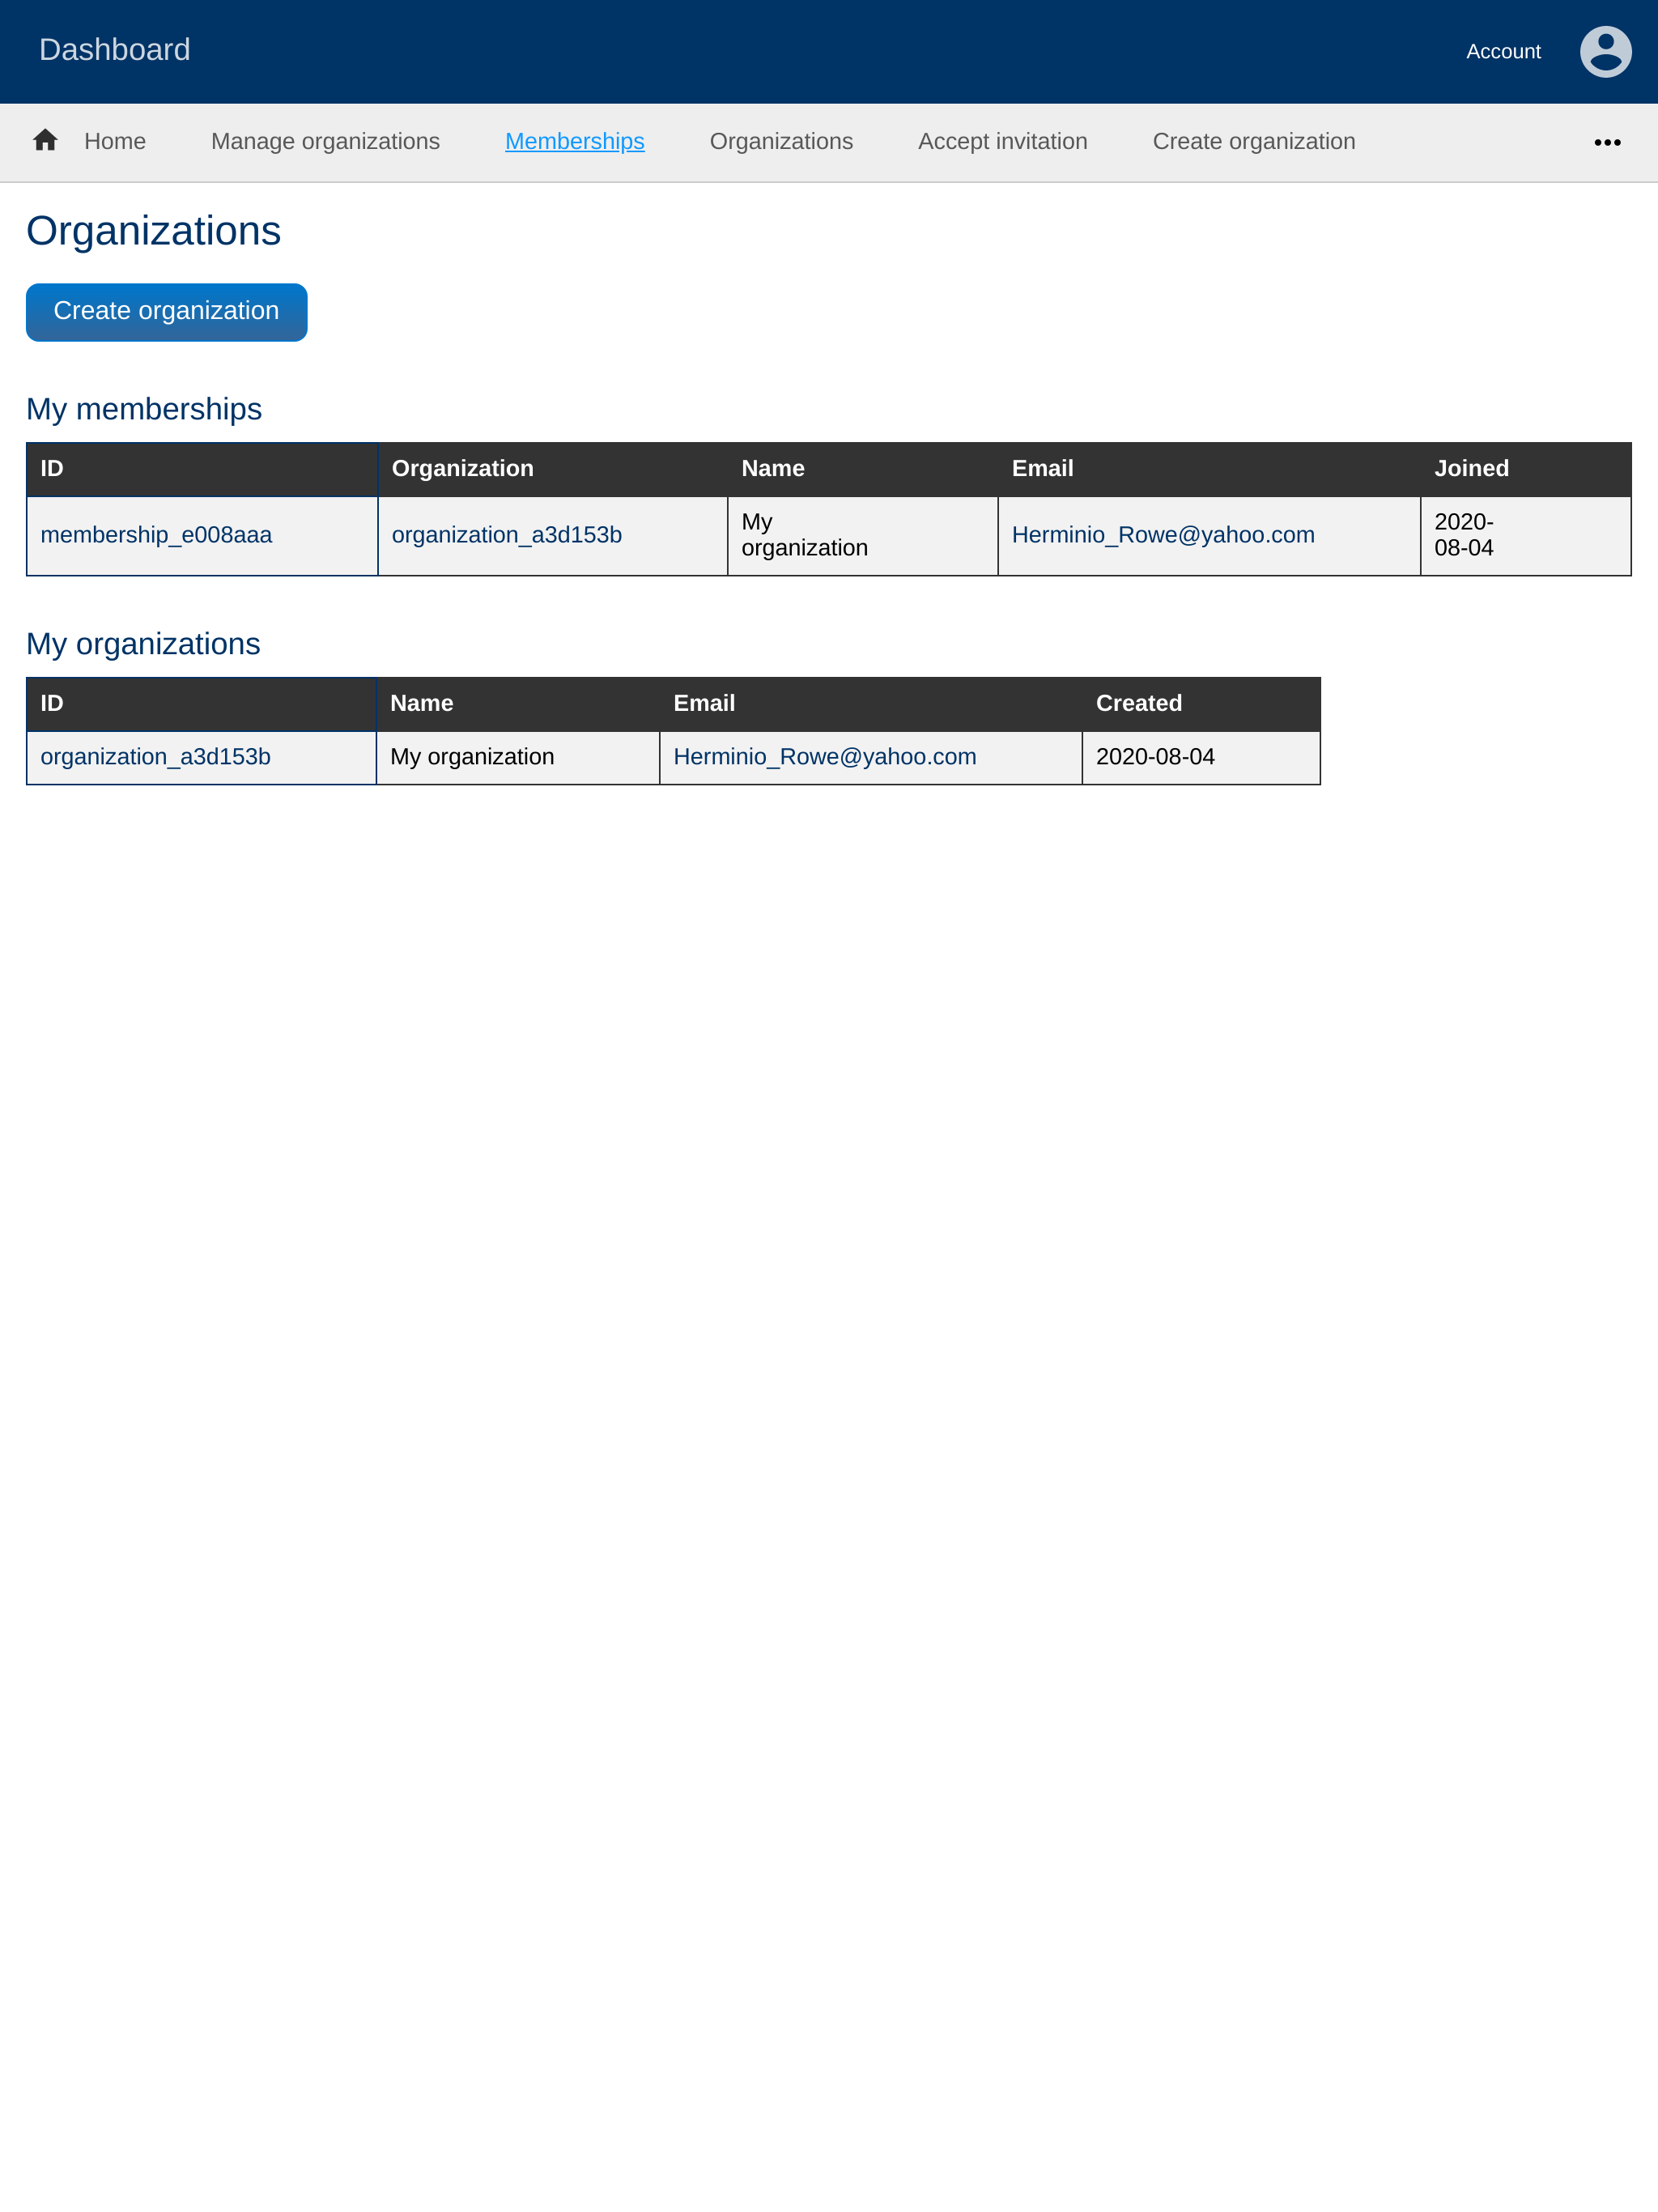 Dashboard
Account
Home Manage organizations Memberships Organizations Accept invitation Create organization
Organizations
Create organization
My memberships
ID Organization Name Email Joined
membership_e008aaa organization_a3d153b My organization Herminio_Rowe@yahoo.com 2020-08-04
My organizations
ID Name Email Created
organization_a3d153b My organization Herminio_Rowe@yahoo.com 2020-08-04